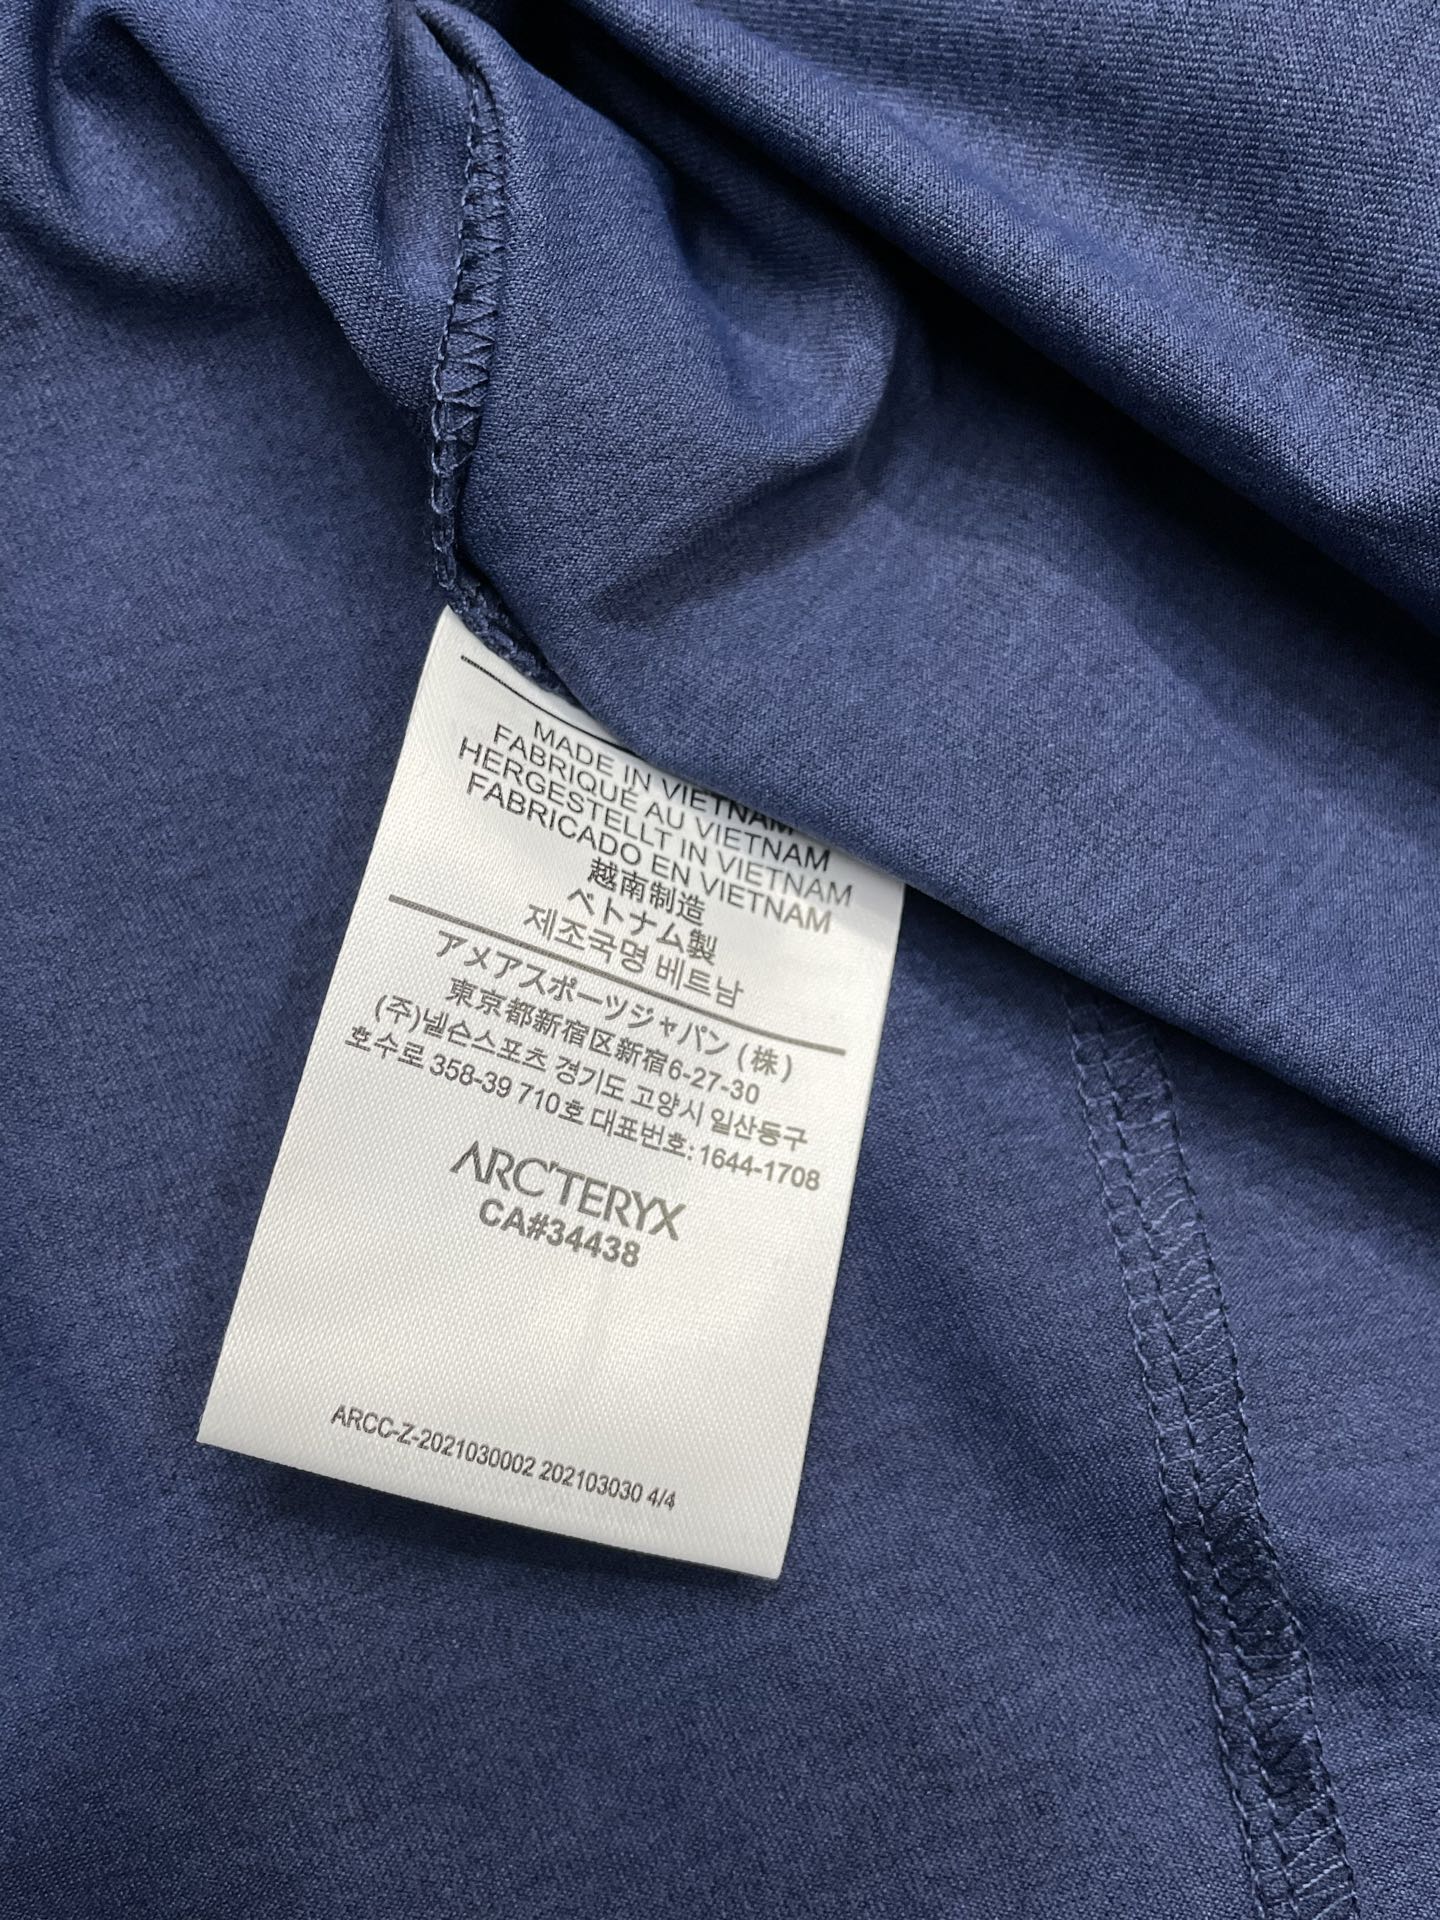 MADE IN VIETNAM
FABRIQUÉ AU VIETNAM
HERGESTELLT IN VIETNAM
FABRICADO EN VIETNAM
越南制造
ベトナム製
제조국명 베트남
アメアスポーツジャパン (株)
東京都新宿区新宿6-27-30
(주)넬슨스포츠 경기도 고양시 일산동구
호수로 358-39 710호 대표번호: 1644-1708
ARC'TERYX
CA#34438
ARCC-Z-2021030002 202103030 4/4